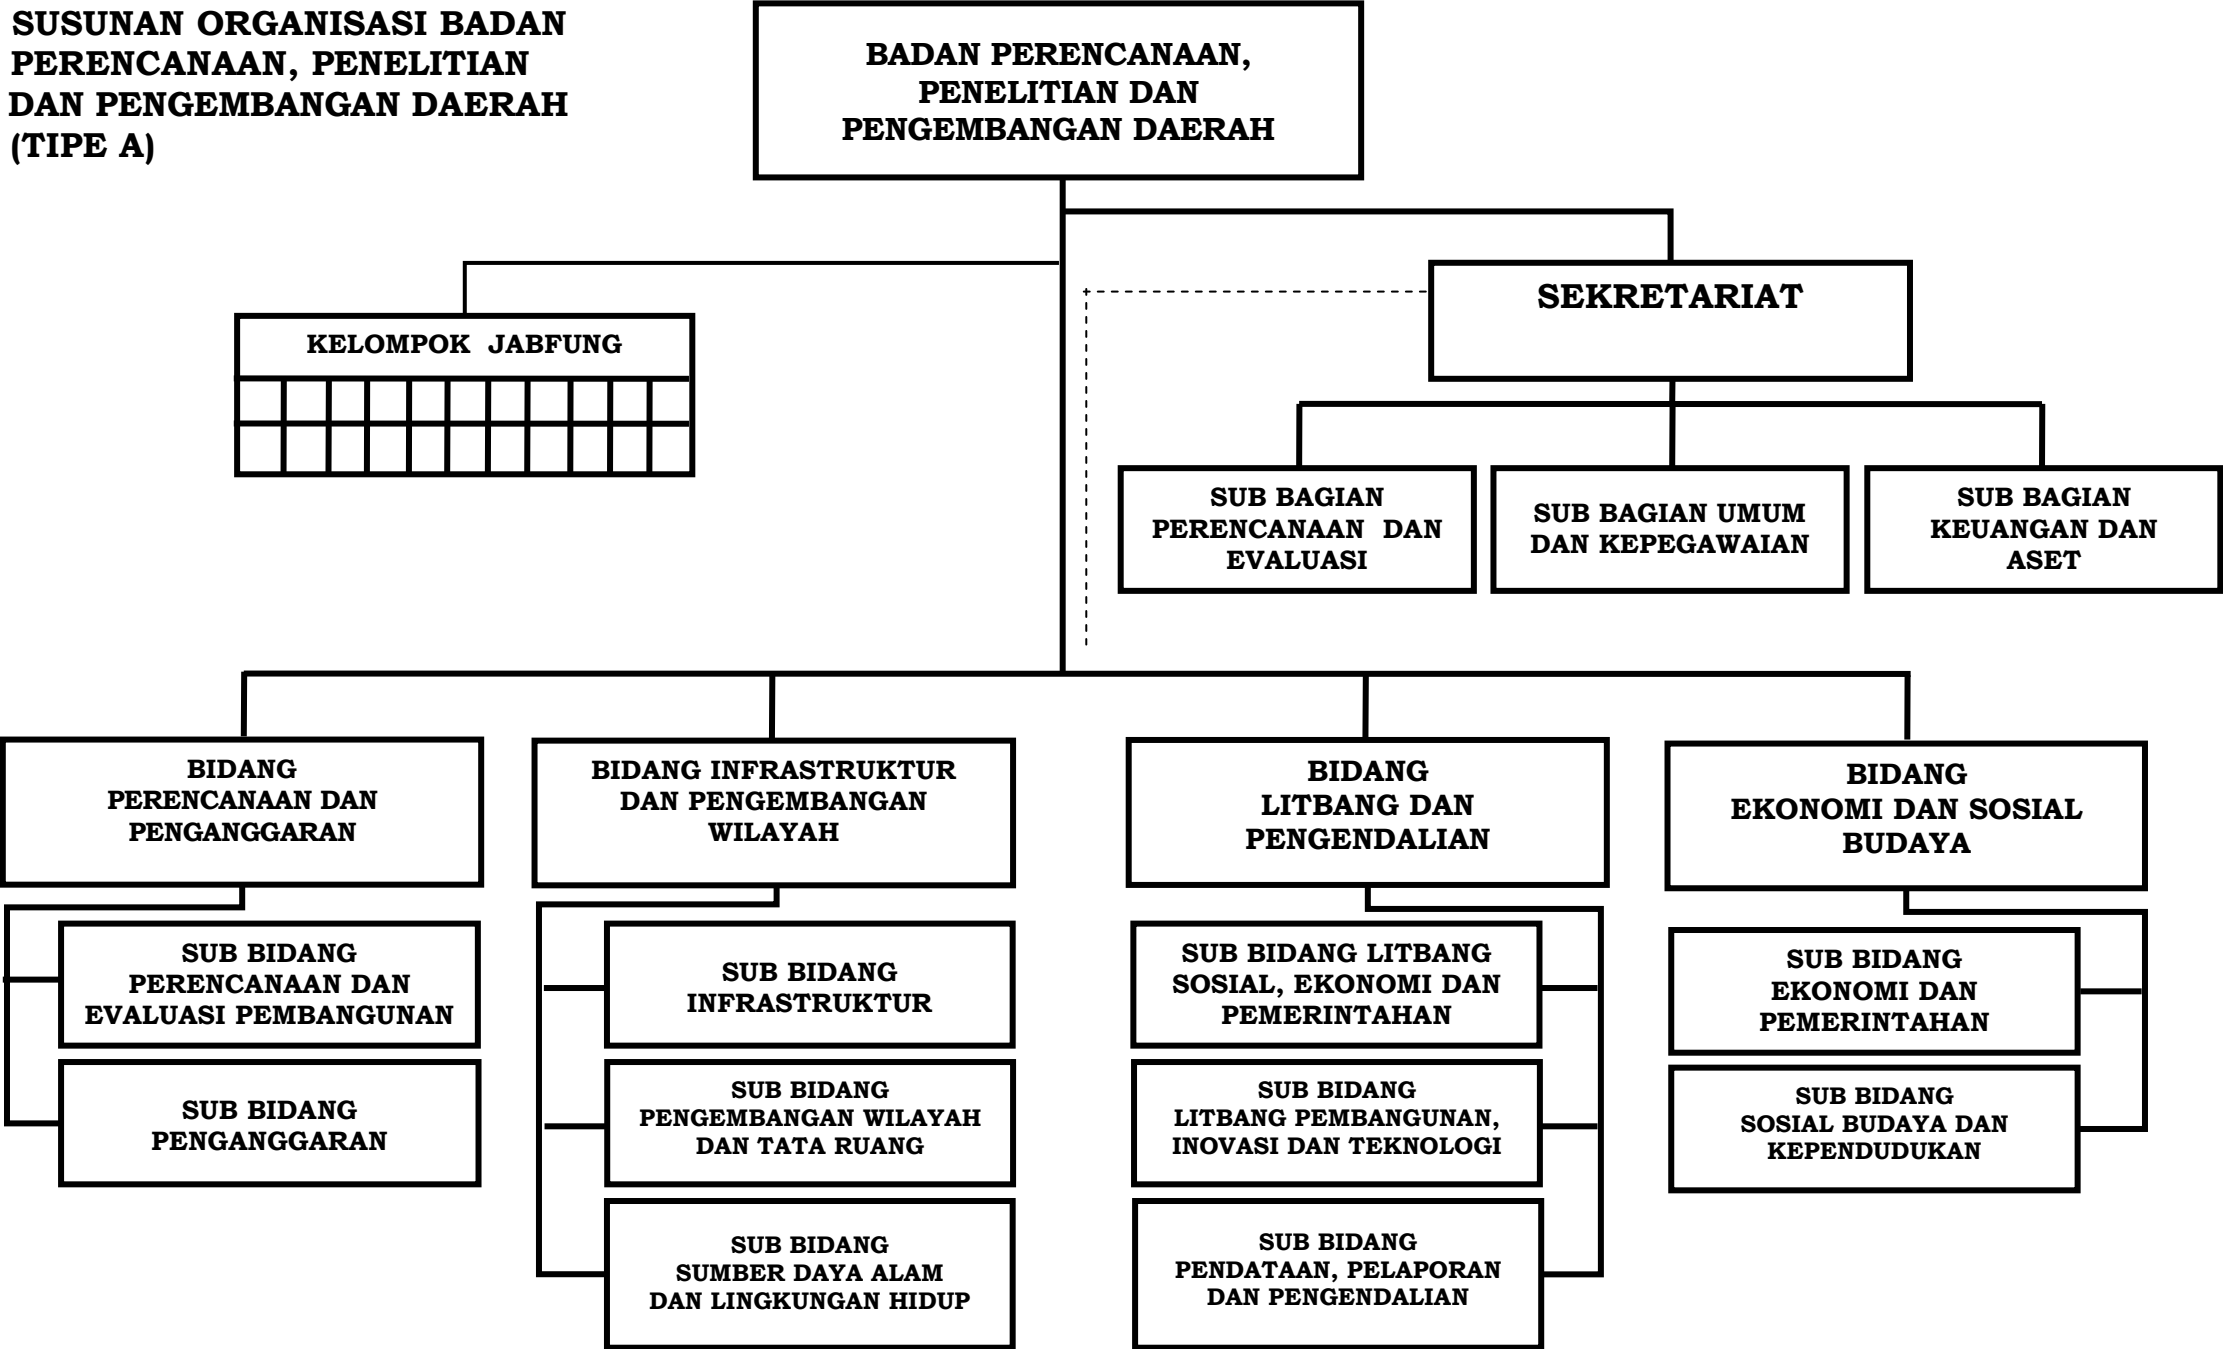 SUSUNAN ORGANISASI BADAN
PERENCANAAN, PENELITIAN
DAN PENGEMBANGAN DAERAH
(TIPE A)
BADAN PERENCANAAN,
PENELITIAN DAN
PENGEMBANGAN DAERAH
SEKRETARIAT
KELOMPOK JABFUNG
SUB BAGIAN
PERENCANAAN DAN
EVALUASI
SUB BAGIAN UMUM
DAN KEPEGAWAIAN
SUB BAGIAN
KEUANGAN DAN
ASET
BIDANG
PERENCANAAN DAN
PENGANGGARAN
BIDANG INFRASTRUKTUR
DAN PENGEMBANGAN
WILAYAH
BIDANG
LITBANG DAN
PENGENDALIAN
BIDANG
EKONOMI DAN SOSIAL
BUDAYA
SUB BIDANG
PERENCANAAN DAN
EVALUASI PEMBANGUNAN
SUB BIDANG
PENGANGGARAN
SUB BIDANG
INFRASTRUKTUR
SUB BIDANG
PENGEMBANGAN WILAYAH
DAN TATA RUANG
SUB BIDANG
SUMBER DAYA ALAM
DAN LINGKUNGAN HIDUP
SUB BIDANG LITBANG
SOSIAL, EKONOMI DAN
PEMERINTAHAN
SUB BIDANG
LITBANG PEMBANGUNAN,
INOVASI DAN TEKNOLOGI
SUB BIDANG
PENDATAAN, PELAPORAN
DAN PENGENDALIAN
SUB BIDANG
EKONOMI DAN
PEMERINTAHAN
SUB BIDANG
SOSIAL BUDAYA DAN
KEPENDUDUKAN